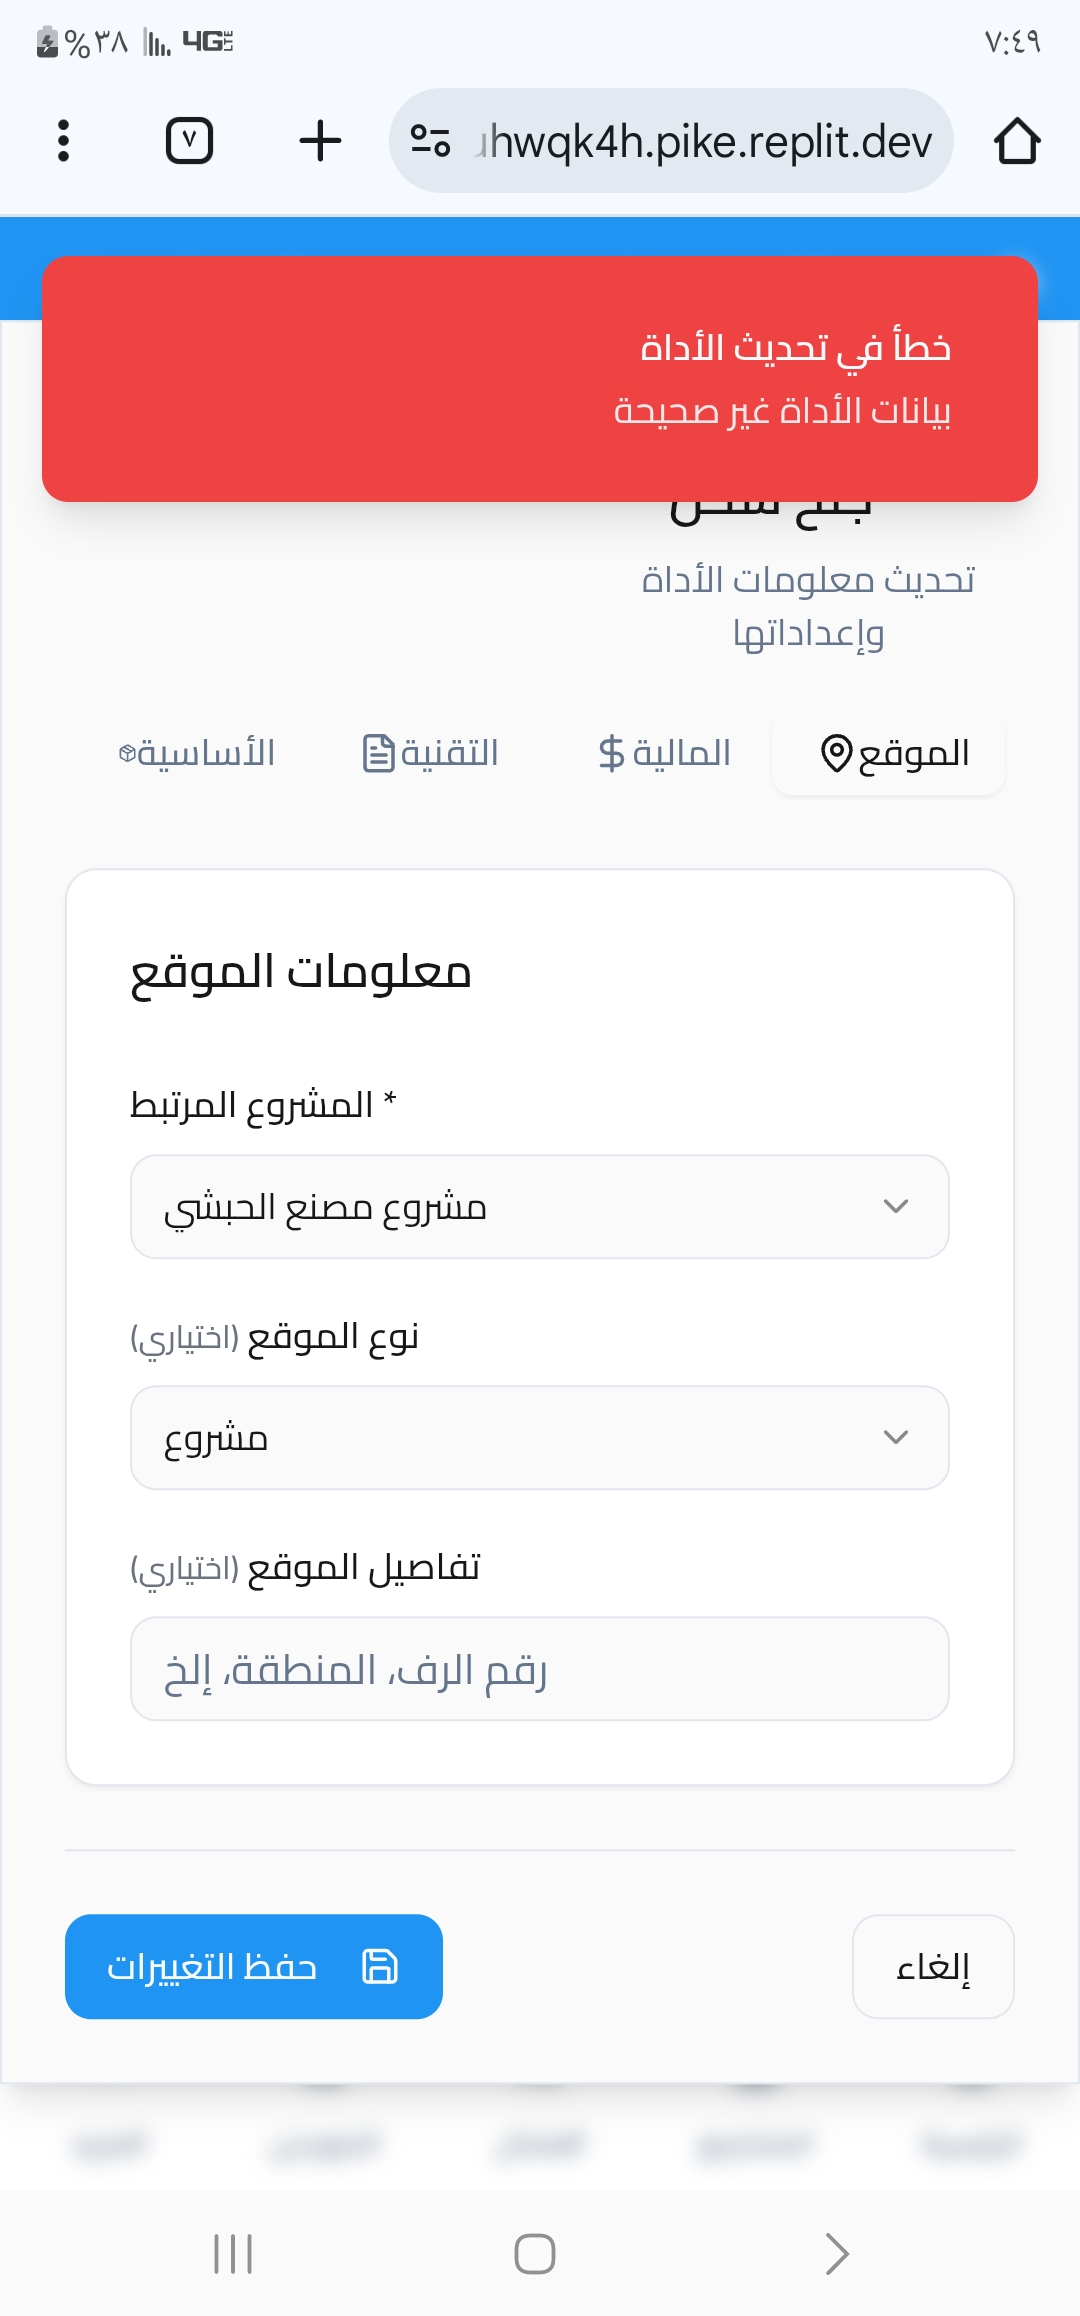 ٧:٤٩
4G LTE
%٣٨
hwqk4h.pike.replit.dev
٧
خطأ في تحديث الأداة
بيانات الأداة غير صحيحة
تحديث معلومات الأداة
وإعداداتها
الموقع
المالية
التقنية
الأساسية
معلومات الموقع
المشروع المرتبط *
مشروع مصنع الحبشي
نوع الموقع (اختياري)
مشروع
تفاصيل الموقع (اختياري)
رقم الرف، المنطقة، إلخ
إلغاء
حفظ التغييرات